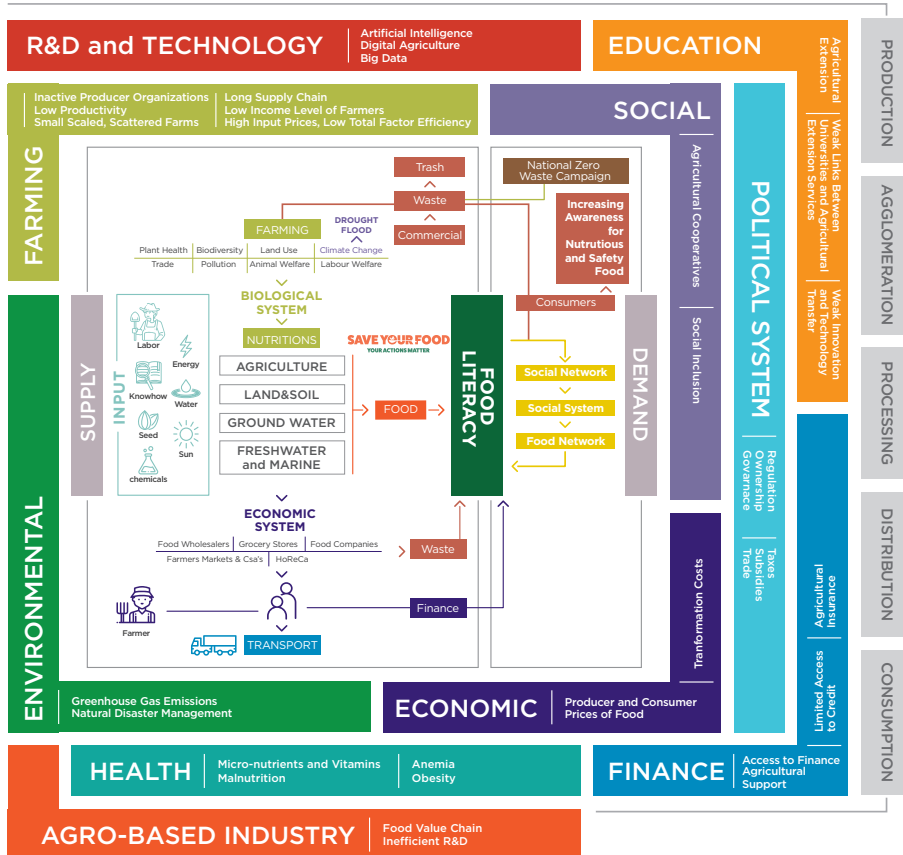 R&D and TECHNOLOGY
Artificial Intelligence
Digital Agriculture
Big Data
EDUCATION
Agricultural
Extension
Weak Links Between
Universities and Agricultural
Extension Services
Weak Innovation
and Technology
Transfer
PRODUCTION
AGGLOMERATION
PROCESSING
DISTRIBUTION
CONSUMPTION
FARMING
Inactive Producer Organizations
Low Productivity
Small Scaled, Scattered Farms
Long Supply Chain
Low Income Level of Farmers
High Input Prices, Low Total Factor Efficiency
SOCIAL
Agricultural Cooperatives
Social Inclusion
POLITICAL SYSTEM
Regulation
Ownership
Govarnace
Taxes
Subsidies
Trade
Trash
Waste
Commercial
National Zero
Waste Campaign
Increasing
Awareness
for
Nutrutious
and Safety
Food
Consumers
FARMING
DROUGHT
FLOOD
Plant Health
Biodiversity
Land Use
Climate Change
Trade
Pollution
Animal Welfare
Labour Welfare
BIOLOGICAL
SYSTEM
NUTRITIONS
SUPPLY
INPUT
Labor
Energy
Knowhow
Water
Seed
Sun
chemicals
AGRICULTURE
LAND&SOIL
GROUND WATER
FRESHWATER
and MARINE
SAVE YOUR FOOD
YOUR ACTIONS MATTER
FOOD
FOOD
LITERACY
Social Network
Social System
Food Network
DEMAND
ECONOMIC
SYSTEM
Food Wholesalers
Grocery Stores
Food Companies
Farmers Markets & Csa's
HoReCa
Waste
Farmer
Finance
TRANSPORT
ENVIRONMENTAL
Greenhouse Gas Emissions
Natural Disaster Management
ECONOMIC
Producer and Consumer
Prices of Food
Tranformation Costs
Agricultural
Insurance
Limited Access
to Credit
HEALTH
Micro-nutrients and Vitamins
Malnutrition
Anemia
Obesity
FINANCE
Access to Finance
Agricultural
Support
AGRO-BASED INDUSTRY
Food Value Chain
Inefficient R&D